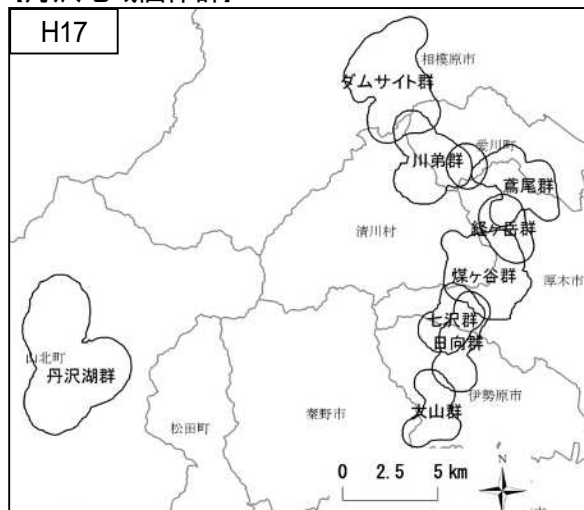 H17
相模原市
ダムサイト群
愛川町
川弟群
鳶尾群
経ヶ岳群
清川村
煤ヶ谷群
厚木市
七沢群
日向群
山北町
丹沢湖群
伊勢原市
大山群
秦野市
松田町
0 2.5 5 km
N